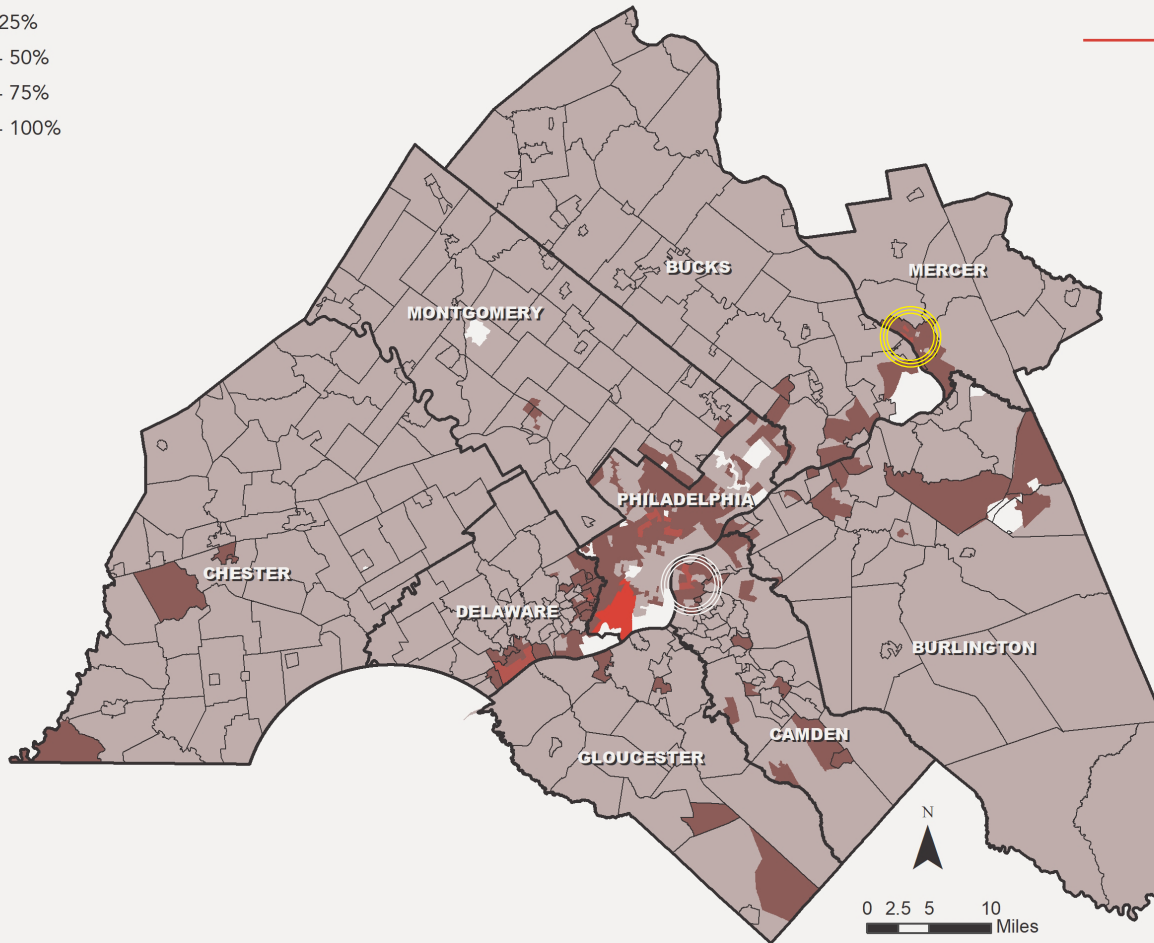 25%
- 50%
- 75%
- 100%
BUCKS
MERCER
MONTGOMERY
PHILADELPHIA
CHESTER
DELAWARE
BURLINGTON
CAMDEN
GLOUCESTER
N
0 2.5 5 10
Miles